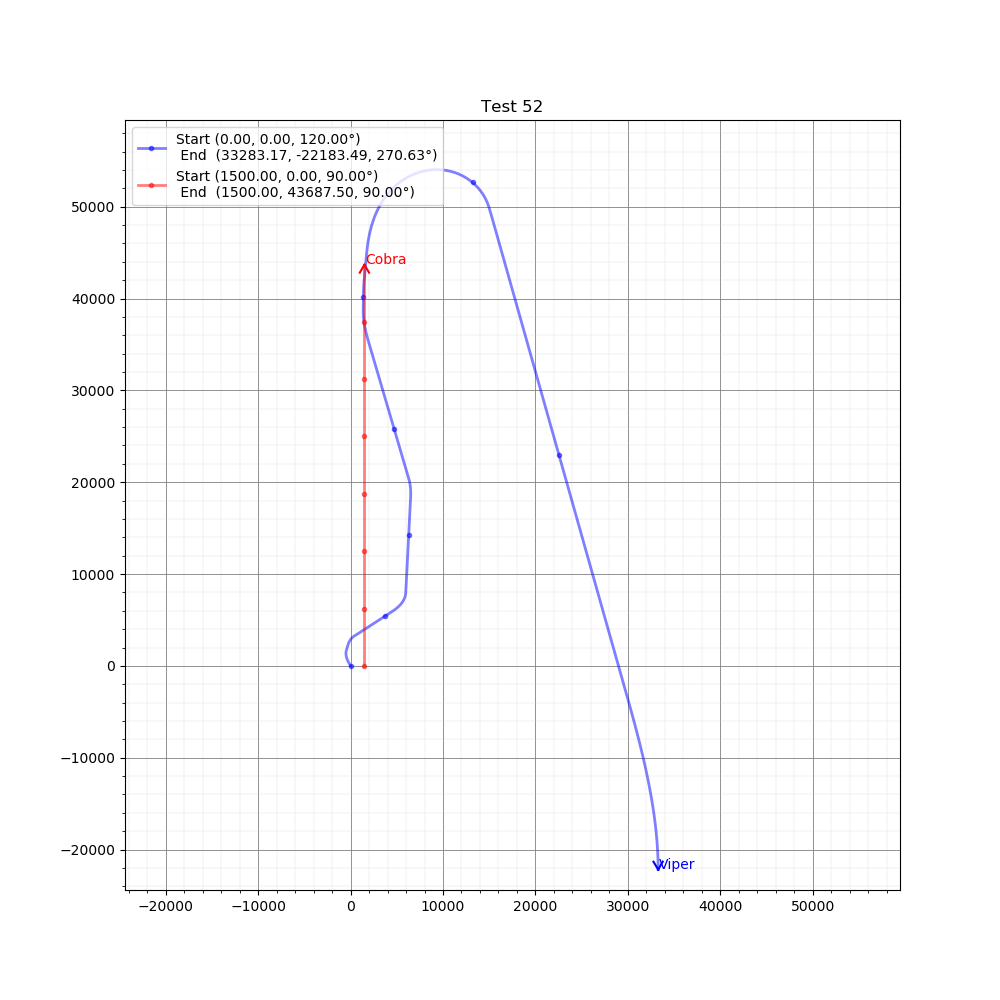 Test 52
Start (0.00, 0.00, 120.00°)
End  (33283.17, -22183.49, 270.63°)
Start (1500.00, 0.00, 90.00°)
End  (1500.00, 43687.50, 90.00°)
50000
Cobra
40000
30000
20000
10000
0
−10000
−20000
Viper
−20000 −10000 0 10000 20000 30000 40000 50000